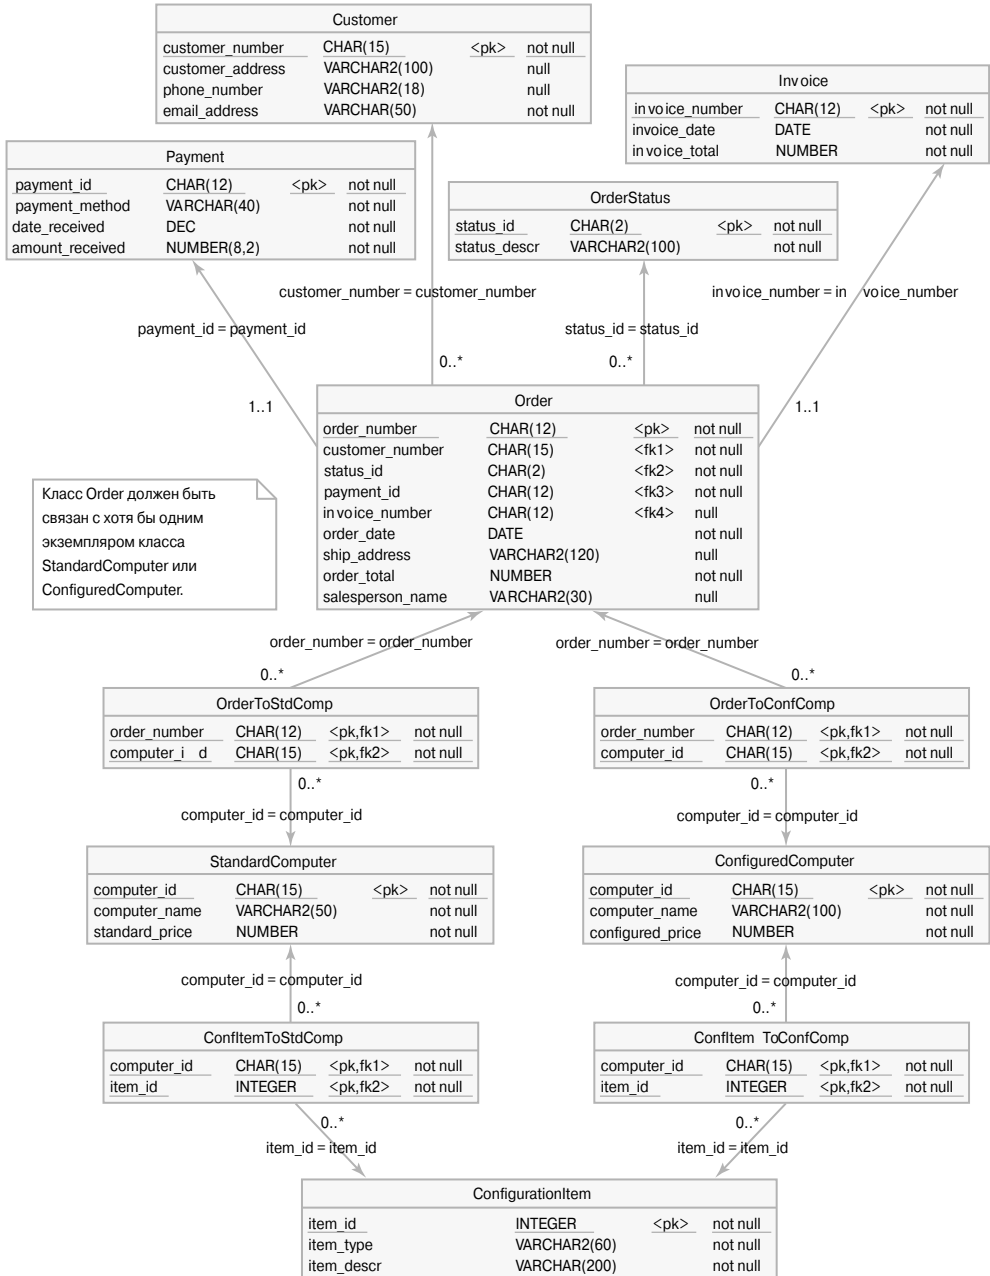 Customer
customer_number CHAR(15) <pk> not null
customer_address VARCHAR2(100) null
phone_number VARCHAR2(18) null
email_address VARCHAR(50) not null
Invoice
invoice_number CHAR(12) <pk> not null
invoice_date DATE not null
invoice_total NUMBER not null
Payment
payment_id CHAR(12) <pk> not null
payment_method VARCHAR(40) not null
date_received DEC not null
amount_received NUMBER(8,2) not null
OrderStatus
status_id CHAR(2) <pk> not null
status_descr VARCHAR2(100) not null
customer_number = customer_number
invoice_number = in voice_number
payment_id = payment_id
status_id = status_id
0..*
0..*
1..1
1..1
Order
order_number CHAR(12) <pk> not null
customer_number CHAR(15) <fk1> not null
status_id CHAR(2) <fk2> not null
payment_id CHAR(12) <fk3> not null
invoice_number CHAR(12) <fk4> null
order_date DATE not null
ship_address VARCHAR2(120) null
order_total NUMBER not null
salesperson_name VARCHAR2(30) null
Класс Order должен быть
связан с хотя бы одним
экземпляром класса
StandardComputer или
ConfiguredComputer.
order_number = order_number
order_number = order_number
0..*
0..*
OrderToStdComp
order_number CHAR(12) <pk,fk1> not null
computer_i d CHAR(15) <pk,fk2> not null
OrderToConfComp
order_number CHAR(12) <pk,fk1> not null
computer_id CHAR(15) <pk,fk2> not null
0..*
0..*
computer_id = computer_id
computer_id = computer_id
StandardComputer
computer_id CHAR(15) <pk> not null
computer_name VARCHAR2(50) not null
standard_price NUMBER not null
ConfiguredComputer
computer_id CHAR(15) <pk> not null
computer_name VARCHAR2(100) not null
configured_price NUMBER not null
computer_id = computer_id
computer_id = computer_id
0..*
0..*
ConfItemToStdComp
computer_id CHAR(15) <pk,fk1> not null
item_id INTEGER <pk,fk2> not null
ConfItem ToConfComp
computer_id CHAR(15) <pk,fk1> not null
item_id INTEGER <pk,fk2> not null
0..*
0..*
item_id = item_id
item_id = item_id
ConfigurationItem
item_id INTEGER <pk> not null
item_type VARCHAR2(60) not null
item_descr VARCHAR(200) not null